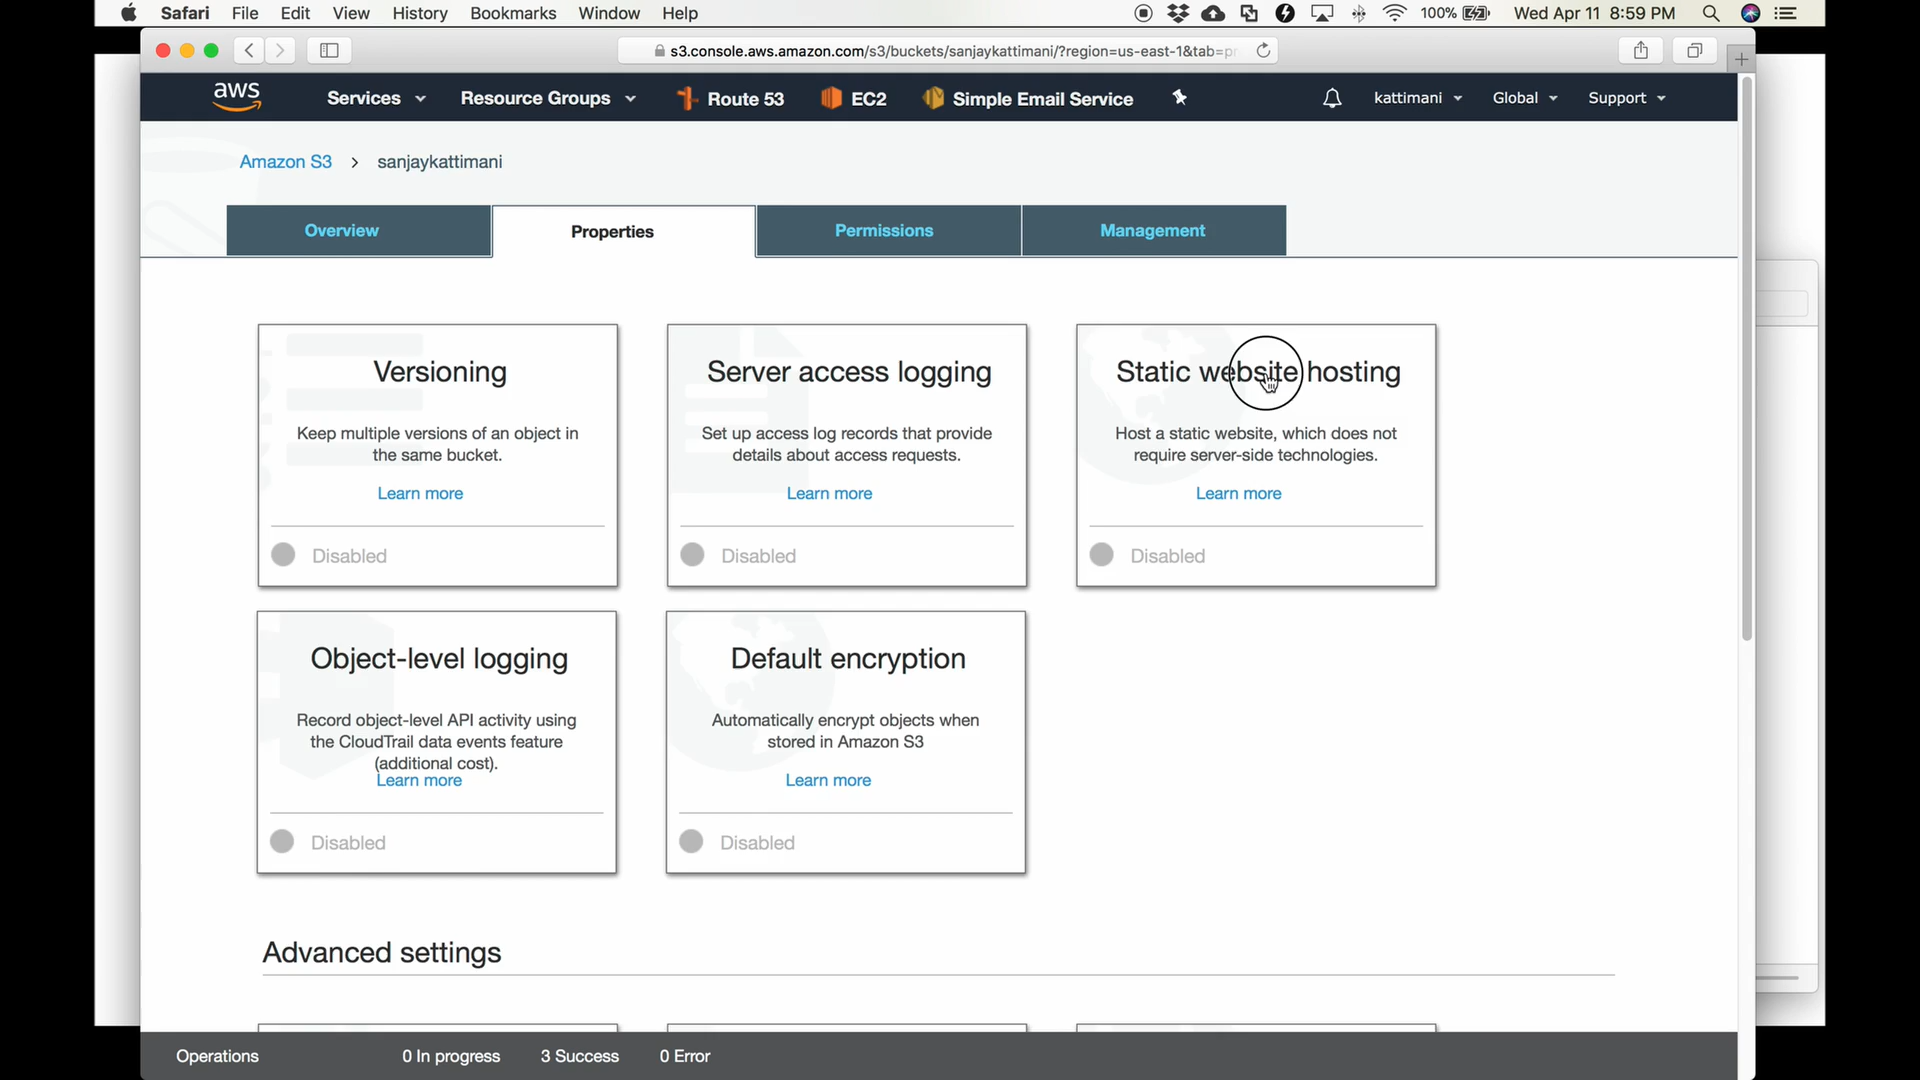 Safari File Edit View History Bookmarks Window Help 100% Wed Apr 11 8:59 PM
s3.console.aws.amazon.com/s3/buckets/sanjaykattimani/?region=us-east-1&tab=pr
aws Services Resource Groups Route 53 EC2 Simple Email Service kattimani Global Support
Amazon S3 > sanjaykattimani
Overview Properties Permissions Management
Versioning
Keep multiple versions of an object in
the same bucket.
Learn more
Disabled
Server access logging
Set up access log records that provide
details about access requests.
Learn more
Disabled
Static website hosting
Host a static website, which does not
require server-side technologies.
Learn more
Disabled
Object-level logging
Record object-level API activity using
the CloudTrail data events feature
(additional cost).
Learn more
Disabled
Default encryption
Automatically encrypt objects when
stored in Amazon S3
Learn more
Disabled
Advanced settings
Operations 0 In progress 3 Success 0 Error